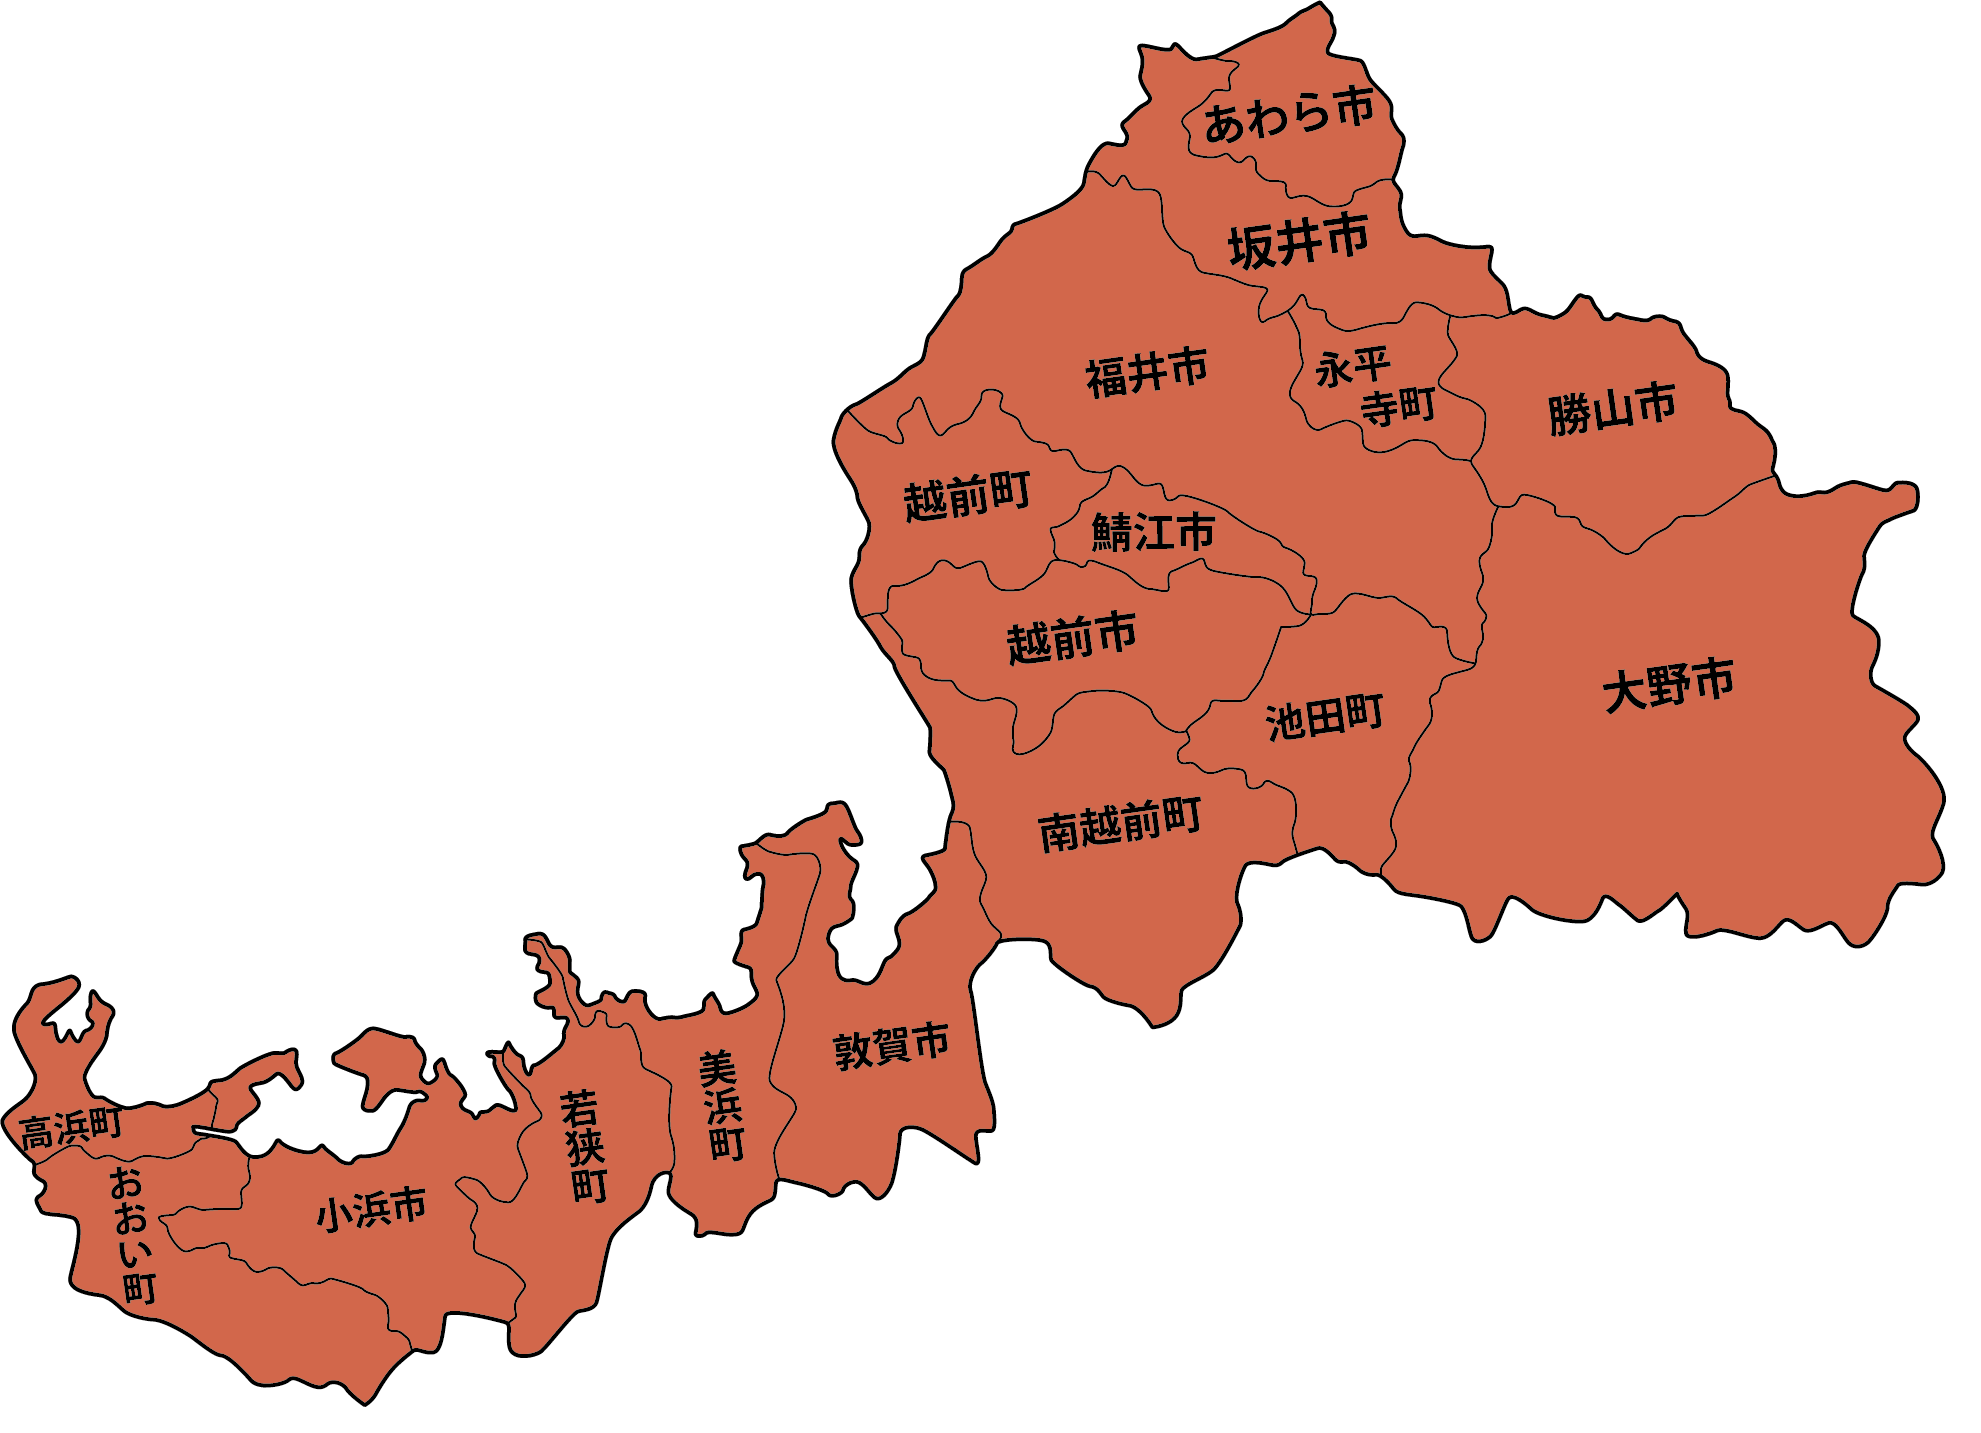 あわら市
坂井市
福井市
永平
寺町
勝山市
越前町
鯖江市
越前市
池田町
大野市
南越前町
敦賀市
美浜町
若狭町
高浜町
おおい町
小浜市